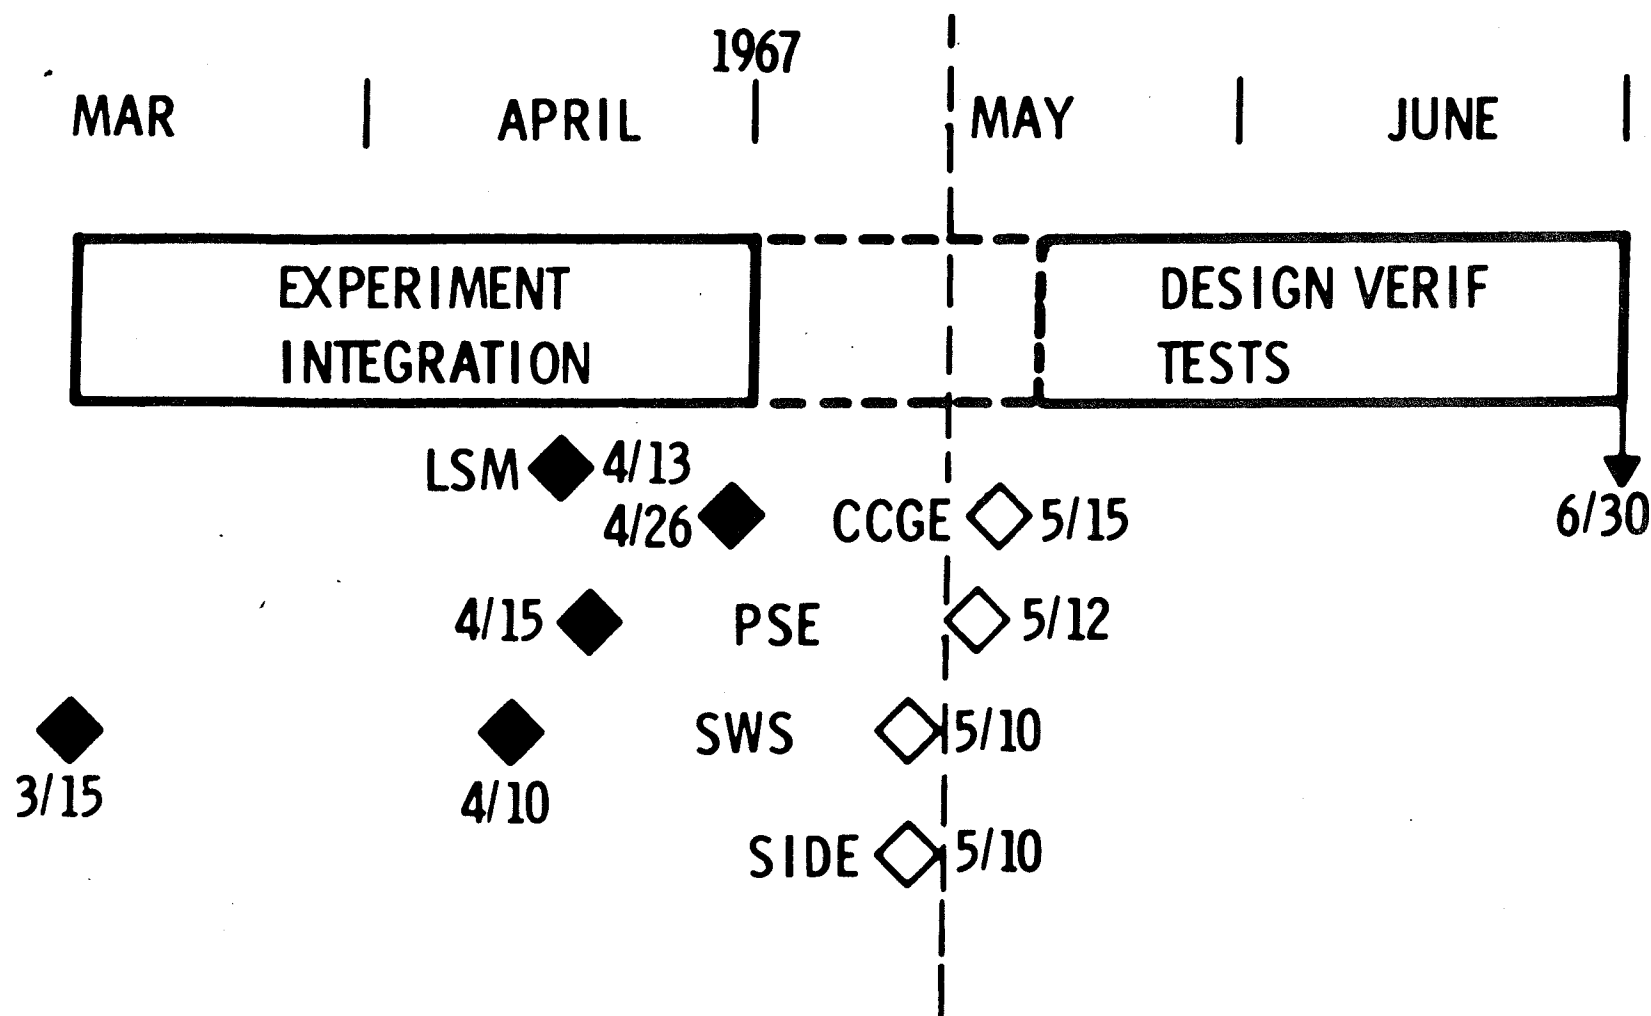 1967
MAR APRIL MAY JUNE
EXPERIMENT
INTEGRATION
DESIGN VERIF
TESTS
LSM 4/13
4/26 CCGE 5/15
6/30
4/15 PSE 5/12
SWS 5/10
3/15 4/10
SIDE 5/10